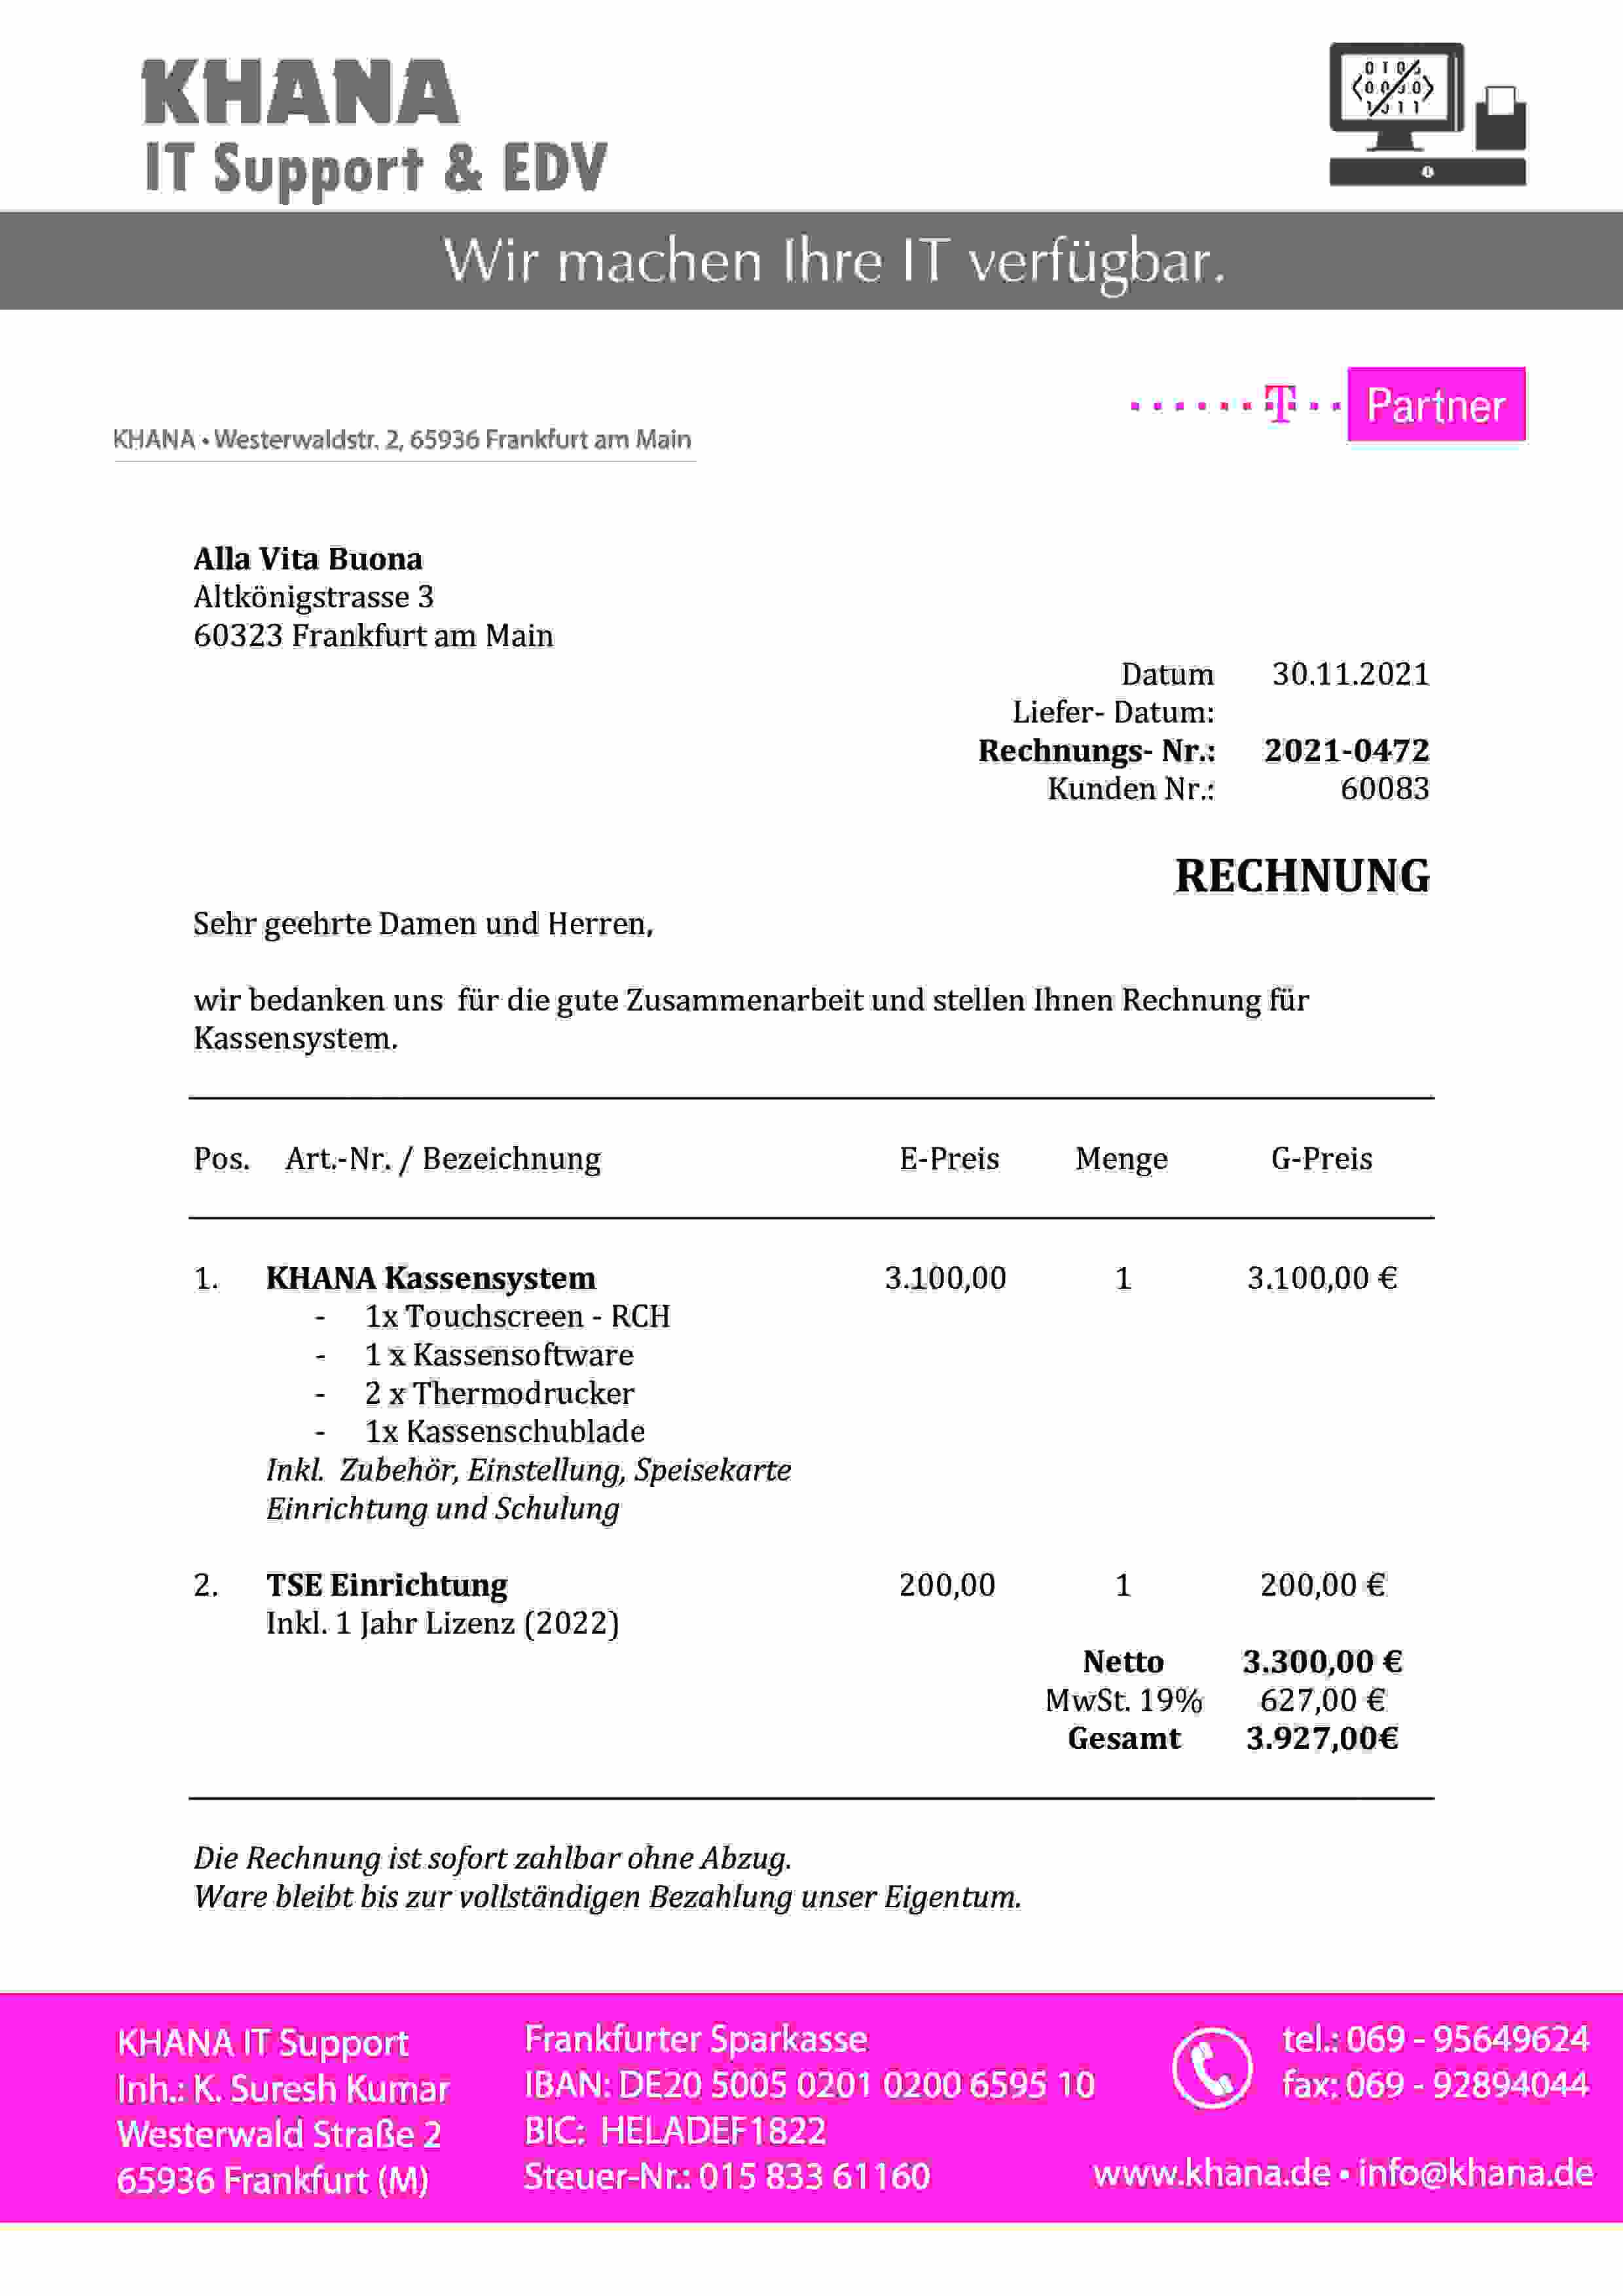 KHANA
IT Support & EDV
Wir machen Ihre IT verfügbar.
T Partner
KHANA • Westerwaldstr. 2, 65936 Frankfurt am Main
Alla Vita Buona
Altkönigstrasse 3
60323 Frankfurt am Main
Datum 30.11.2021
Liefer- Datum:
Rechnungs- Nr.: 2021-0472
Kunden Nr.: 60083
RECHNUNG
Sehr geehrte Damen und Herren,
wir bedanken uns für die gute Zusammenarbeit und stellen Ihnen Rechnung für
Kassensystem.
Pos. Art.-Nr. / Bezeichnung E-Preis Menge G-Preis
1. KHANA Kassensystem 3.100,00 1 3.100,00 €
- 1x Touchscreen - RCH
- 1 x Kassensoftware
- 2 x Thermodrucker
- 1x Kassenschublade
Inkl. Zubehör, Einstellung, Speisekarte
Einrichtung und Schulung
2. TSE Einrichtung 200,00 1 200,00 €
Inkl. 1 Jahr Lizenz (2022)
Netto 3.300,00 €
MwSt. 19% 627,00 €
Gesamt 3.927,00€
Die Rechnung ist sofort zahlbar ohne Abzug.
Ware bleibt bis zur vollständigen Bezahlung unser Eigentum.
KHANA IT Support
Inh.: K. Suresh Kumar
Westerwald Straße 2
65936 Frankfurt (M)
Frankfurter Sparkasse
IBAN: DE20 5005 0201 0200 6595 10
BIC: HELADEF1822
Steuer-Nr.: 015 833 61160
tel.: 069 - 95649624
fax: 069 - 92894044
www.khana.de • info@khana.de